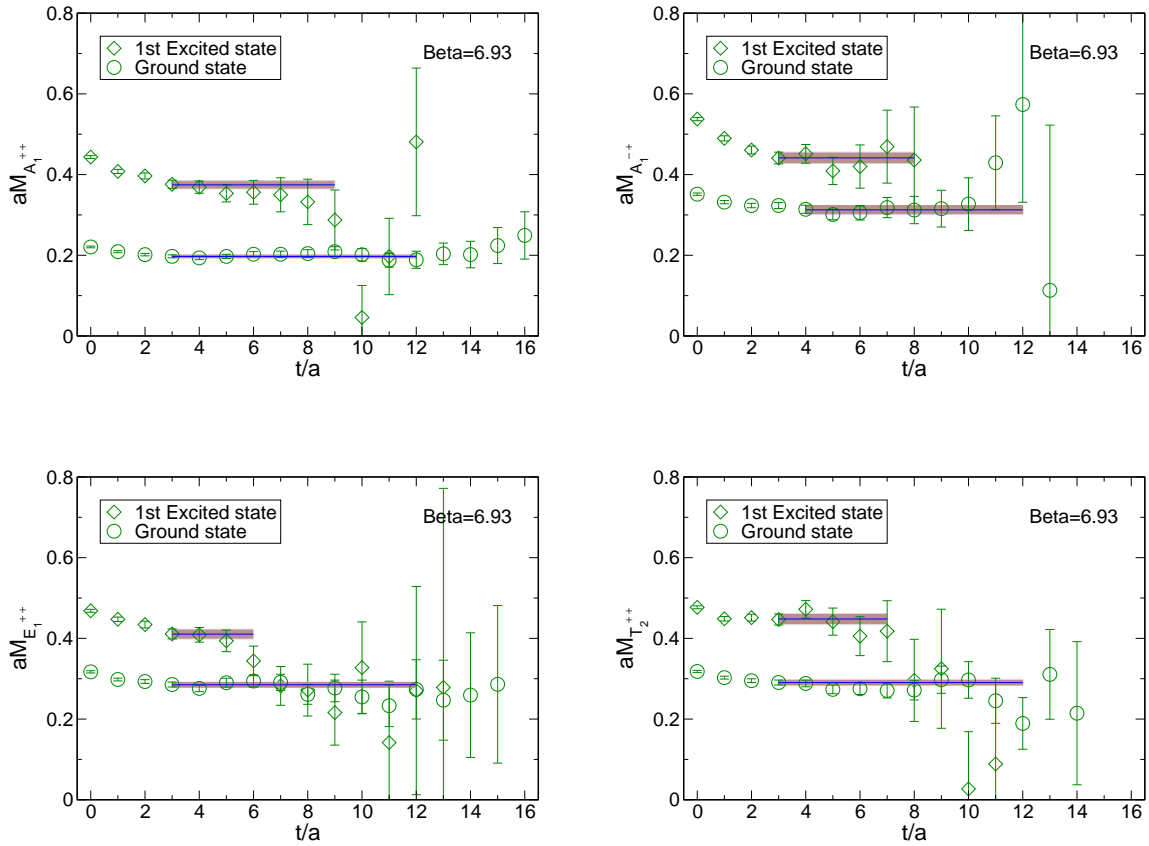 0.8
0.6
0.4
0.2
0
aM_{A_1^{++}}
1st Excited state
Ground state
Beta=6.93
0 2 4 6 8 10 12 14 16
t/a
0.8
0.6
0.4
0.2
0
aM_{A_1^{-+}}
1st Excited state
Ground state
Beta=6.93
0 2 4 6 8 10 12 14 16
t/a
0.8
0.6
0.4
0.2
0
aM_{E_1^{++}}
1st Excited state
Ground state
Beta=6.93
0 2 4 6 8 10 12 14 16
t/a
0.8
0.6
0.4
0.2
0
aM_{T_2^{++}}
1st Excited state
Ground state
Beta=6.93
0 2 4 6 8 10 12 14 16
t/a